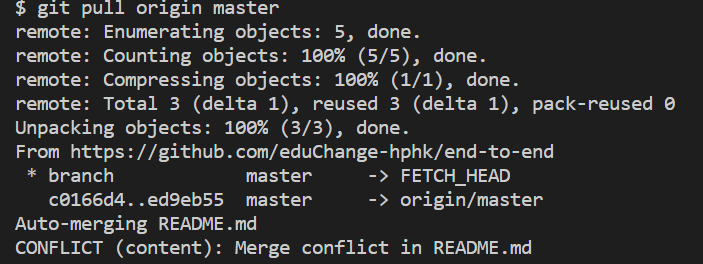 $ git pull origin master
remote: Enumerating objects: 5, done.
remote: Counting objects: 100% (5/5), done.
remote: Compressing objects: 100% (1/1), done.
remote: Total 3 (delta 1), reused 3 (delta 1), pack-reused 0
Unpacking objects: 100% (3/3), done.
From https://github.com/eduChange-hphk/end-to-end
 * branch            master     -> FETCH_HEAD
   c0166d4..ed9eb55  master     -> origin/master
Auto-merging README.md
CONFLICT (content): Merge conflict in README.md